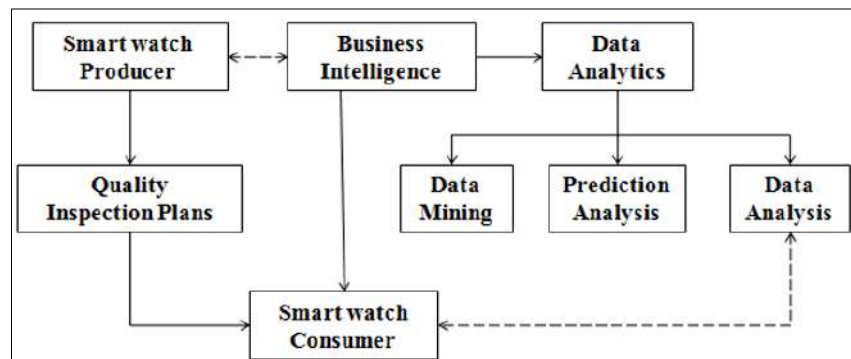 Smart watch
Producer
Business
Intelligence
Data
Analytics
Quality
Inspection Plans
Data
Mining
Prediction
Analysis
Data
Analysis
Smart watch
Consumer